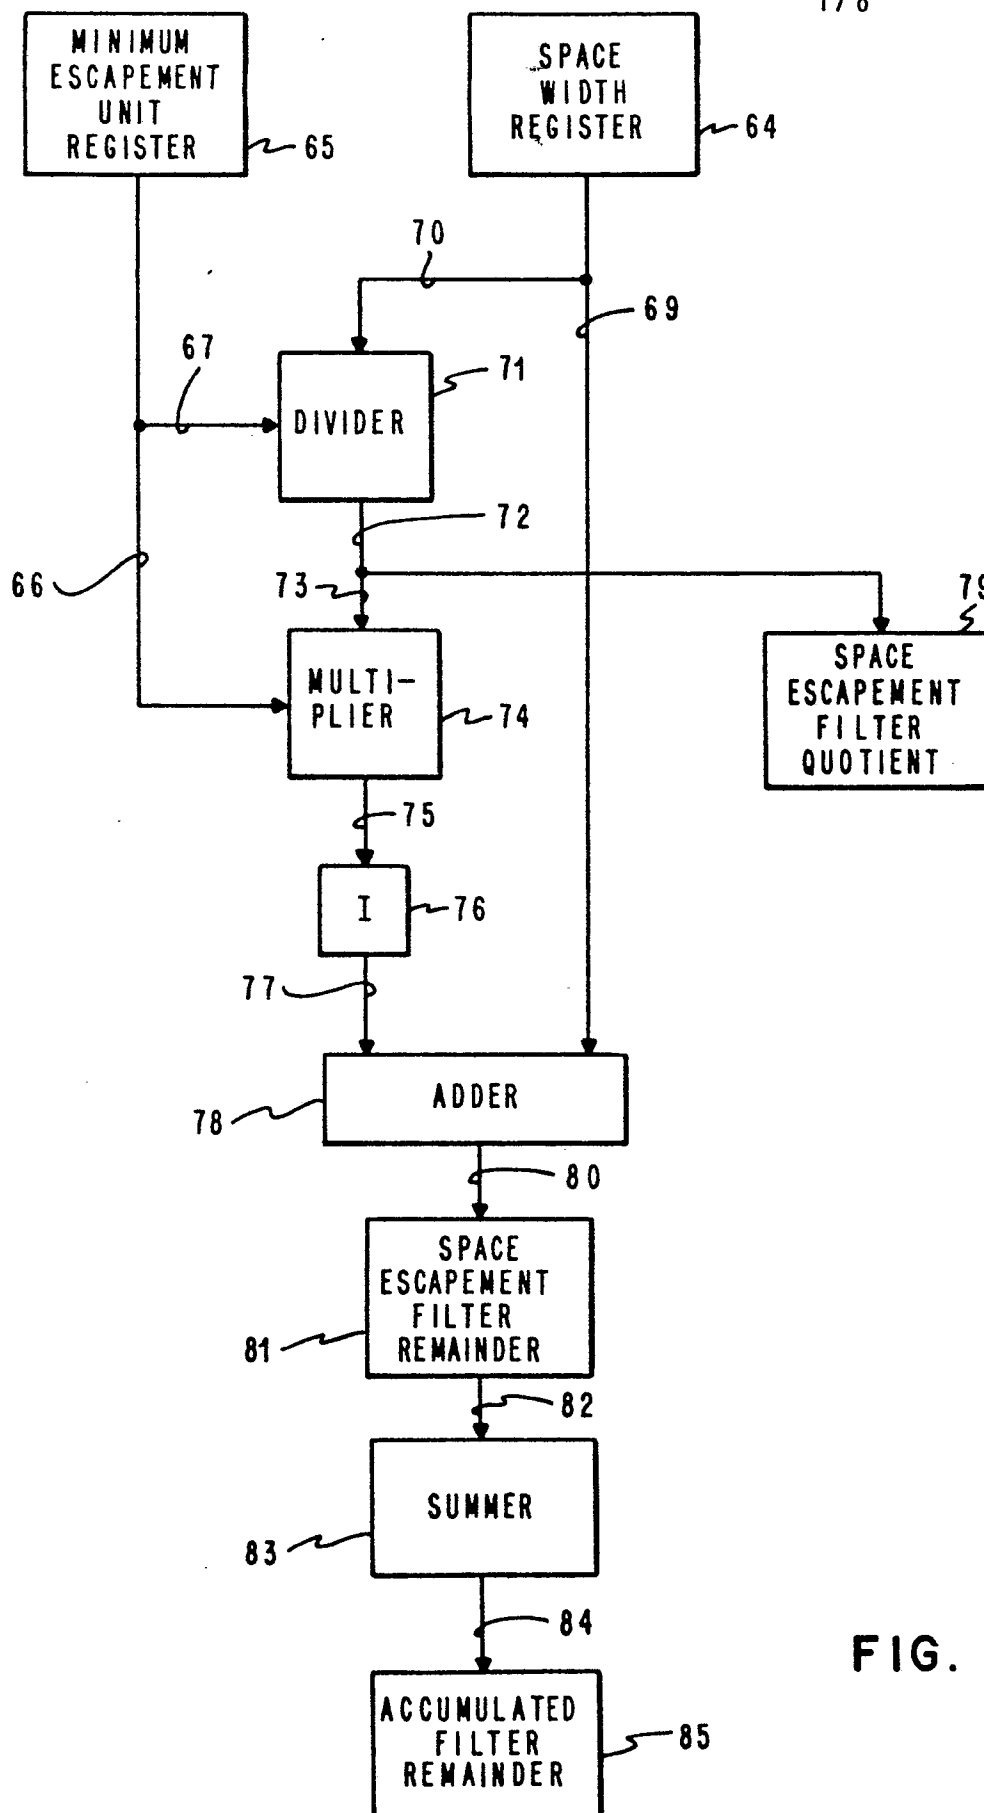 178
MINIMUM
ESCAPEMENT
UNIT
REGISTER
65
SPACE
WIDTH
REGISTER
64
70
69
67
71
DIVIDER
72
66
73
79
MULTI-
PLIER
74
SPACE
ESCAPEMENT
FILTER
QUOTIENT
75
I
76
77
ADDER
78
80
SPACE
ESCAPEMENT
FILTER
REMAINDER
81
82
SUMMER
83
84
FIG.
ACCUMULATED
FILTER
REMAINDER
85